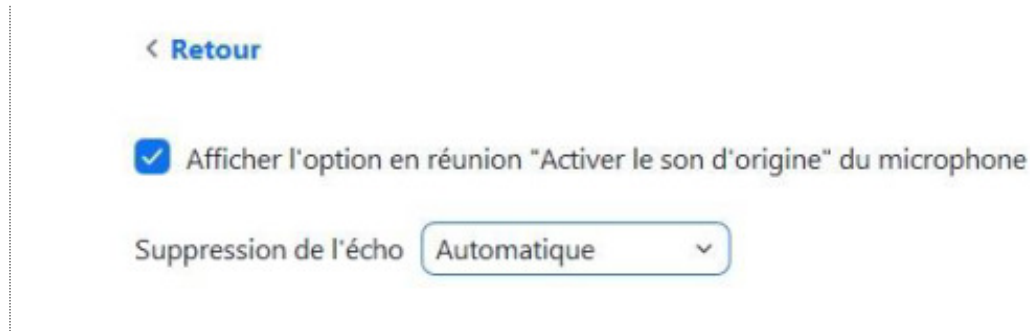 Retour
Afficher l'option en réunion "Activer le son d'origine" du microphone
Suppression de l'écho Automatique